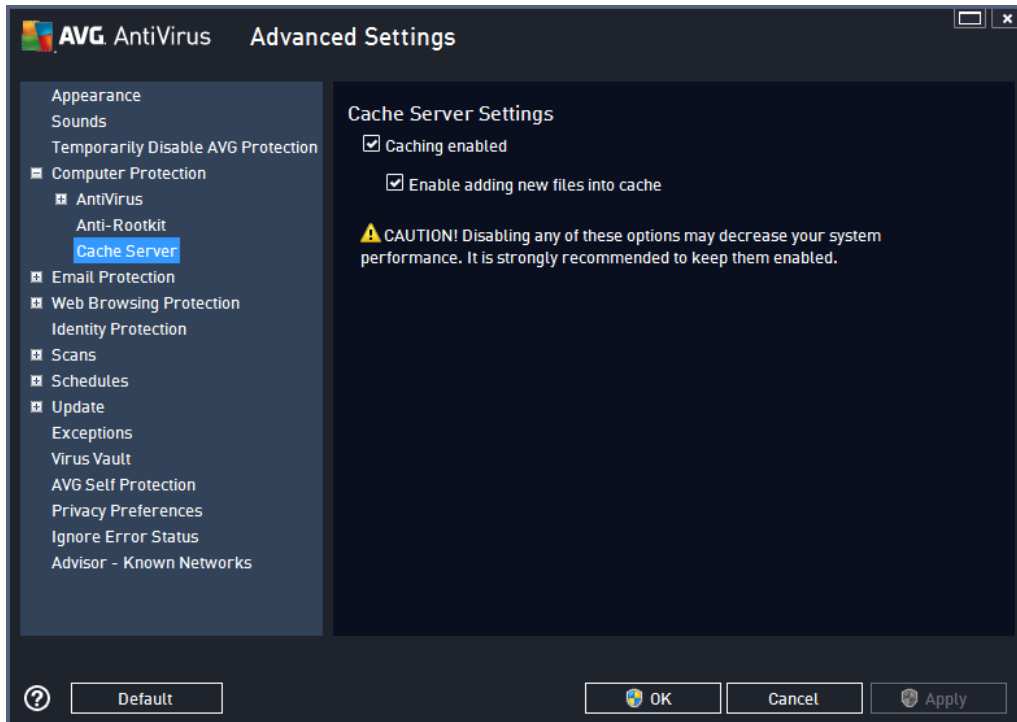 AVG. AntiVirus Advanced Settings
Appearance
Sounds
Temporarily Disable AVG Protection
Computer Protection
AntiVirus
Anti-Rootkit
Cache Server
Email Protection
Web Browsing Protection
Identity Protection
Scans
Schedules
Update
Exceptions
Virus Vault
AVG Self Protection
Privacy Preferences
Ignore Error Status
Advisor - Known Networks
Cache Server Settings
Caching enabled
Enable adding new files into cache
CAUTION! Disabling any of these options may decrease your system
performance. It is strongly recommended to keep them enabled.
? Default OK Cancel Apply